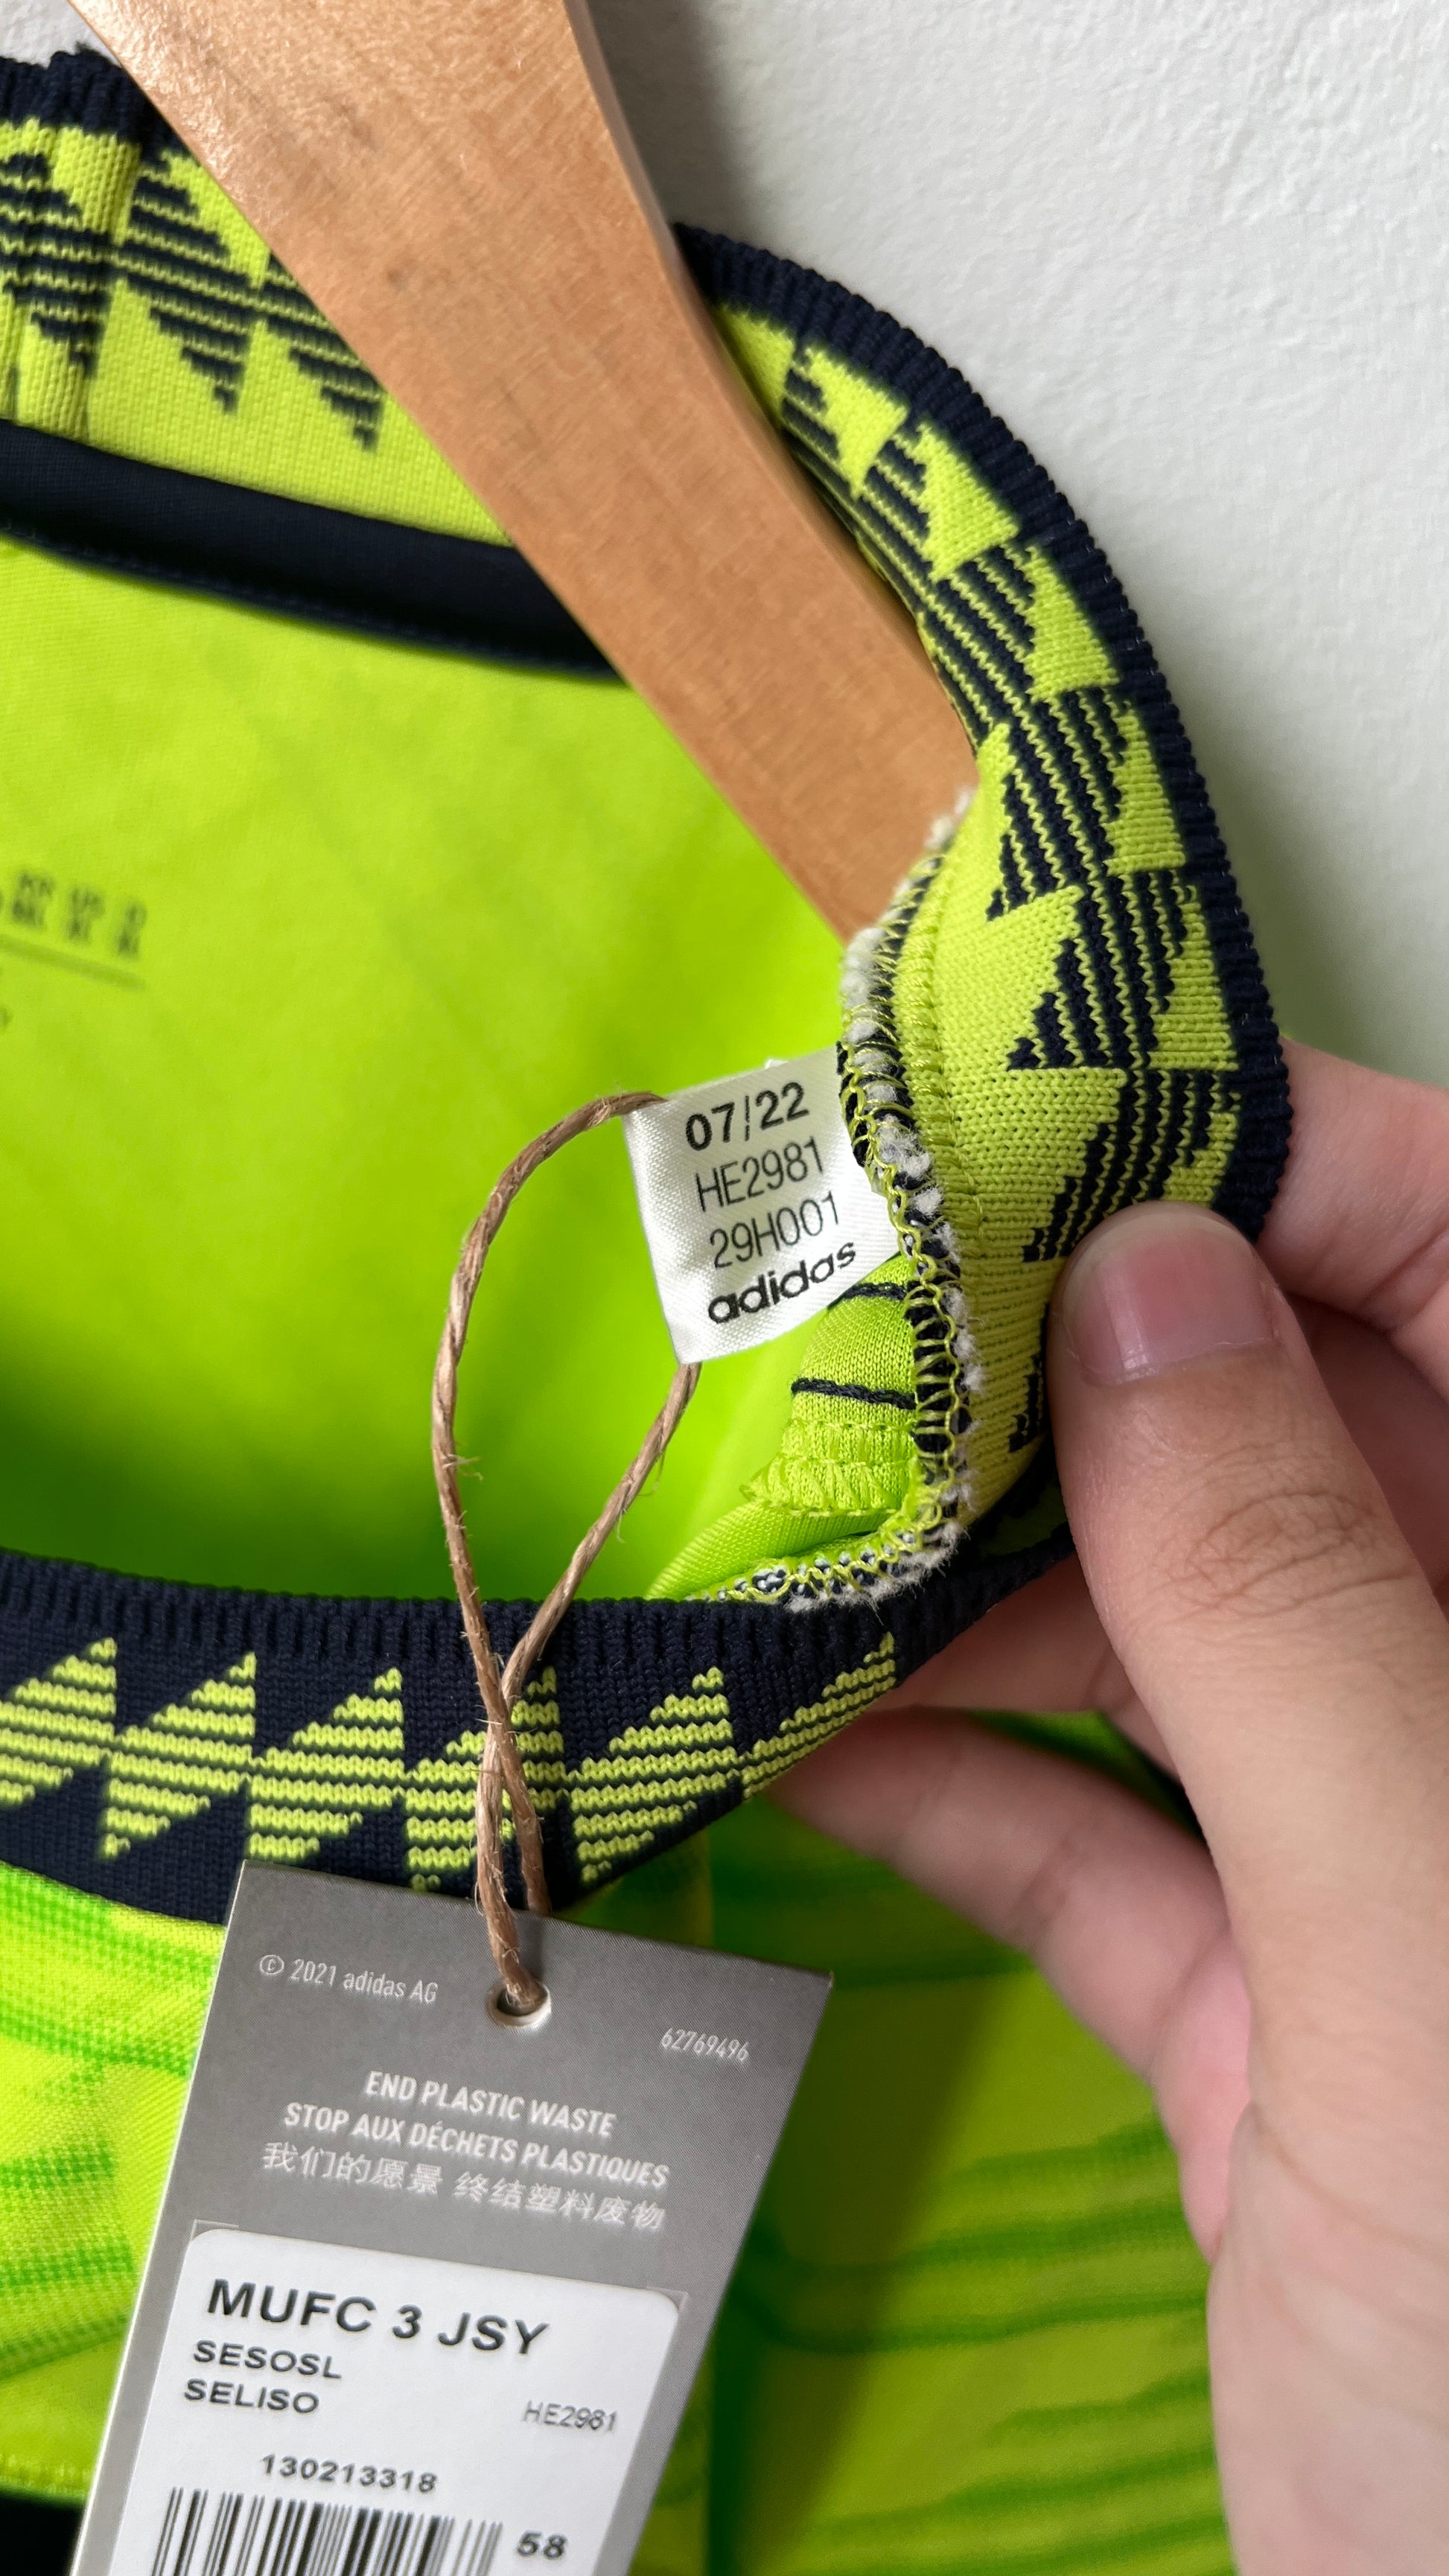 07/22
HE2981
29H001
adidas
© 2021 adidas AG
62769496
END PLASTIC WASTE
STOP AUX DÉCHETS PLASTIQUES
我们的愿景 终结塑料废物
MUFC 3 JSY
SESOSL
SELISO
HE2981
130213318
58